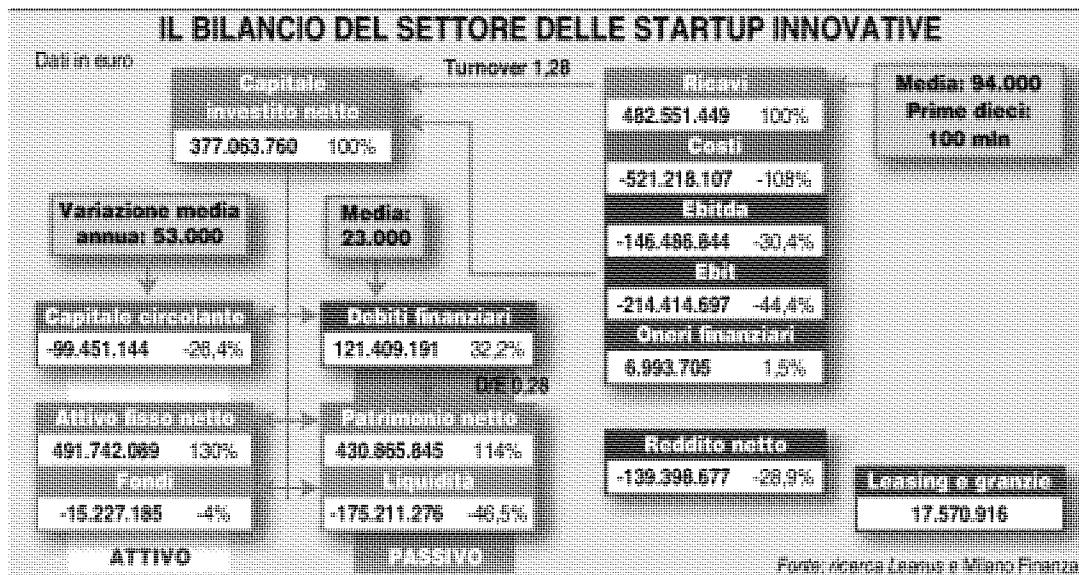 IL BILANCIO DEL SETTORE DELLE STARTUP INNOVATIVE
Dati in euro
Capitale
investito netto
377.063.760 100%
Turnover 1,28
Ricavi
482.551.449 100%
Costi
-521.218.107 -108%
Ebitda
-146.486.844 -30,4%
Ebit
-214.414.697 -44,4%
Oneri finanziari
6.993.705 1,5%
Media: 94.000
Prime dieci:
100 mln
Variazione media
annua: 53.000
Media:
23.000
Capitale circolante
-99.451.144 -26,4%
Debiti finanziari
121.409.191 32,2%
D/E 0,28
Attivo fisso netto
491.742.089 130%
Fondi
-15.227.185 -4%
ATTIVO
Patrimonio netto
430.865.845 114%
Liquidità
-175.211.276 -46,5%
PASSIVO
Reddito netto
-139.398.677 -28,9%
Leasing e granzie
17.570.916
Fonte: ricerca Leanus e Milano Finanza